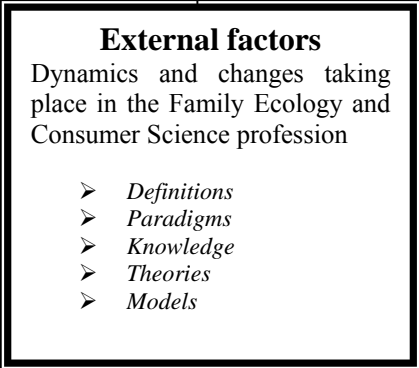 External factors
Dynamics and changes taking
place in the Family Ecology and
Consumer Science profession
➢ Definitions
➢ Paradigms
➢ Knowledge
➢ Theories
➢ Models